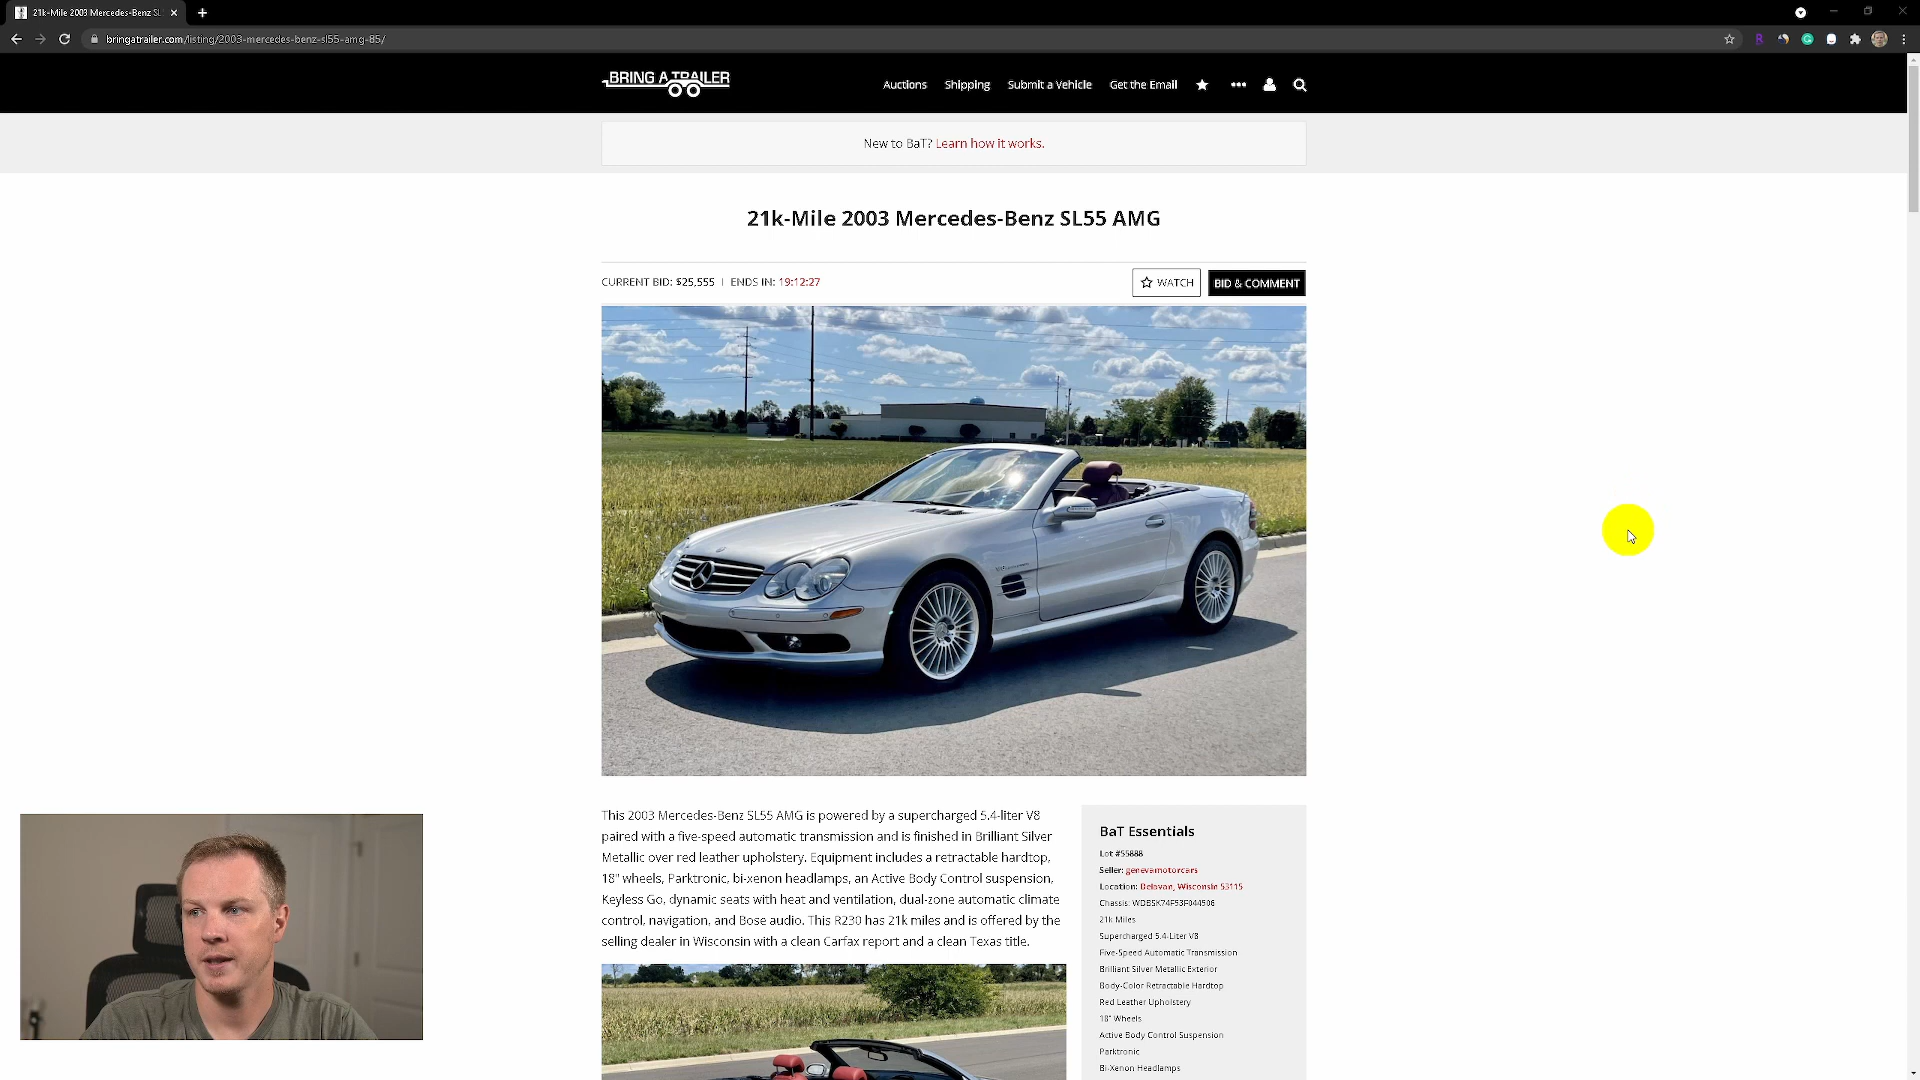 21k-Mile 2003 Mercedes-Benz SL
bringatrailer.com/listing/2003-mercedes-benz-sl55-amg-85/
BRING A TRAILER
Auctions Shipping Submit a Vehicle Get the Email
New to BaT? Learn how it works.
21k-Mile 2003 Mercedes-Benz SL55 AMG
CURRENT BID: $25,555 | ENDS IN: 19:12:27
WATCH
BID & COMMENT
This 2003 Mercedes-Benz SL55 AMG is powered by a supercharged 5.4-liter V8
paired with a five-speed automatic transmission and is finished in Brilliant Silver
Metallic over red leather upholstery. Equipment includes a retractable hardtop,
18" wheels, Parktronic, bi-xenon headlamps, an Active Body Control suspension,
Keyless Go, dynamic seats with heat and ventilation, dual-zone automatic climate
control, navigation, and Bose audio. This R230 has 21k miles and is offered by the
selling dealer in Wisconsin with a clean Carfax report and a clean Texas title.
BaT Essentials
Lot #55888
Seller: genevamotorcars
Location: Delavan, Wisconsin 53115
Chassis: WDBSK74F53F044506
21k Miles
Supercharged 5.4-Liter V8
Five-Speed Automatic Transmission
Brilliant Silver Metallic Exterior
Body-Color Retractable Hardtop
Red Leather Upholstery
18" Wheels
Active Body Control Suspension
Parktronic
Bi-Xenon Headlamps